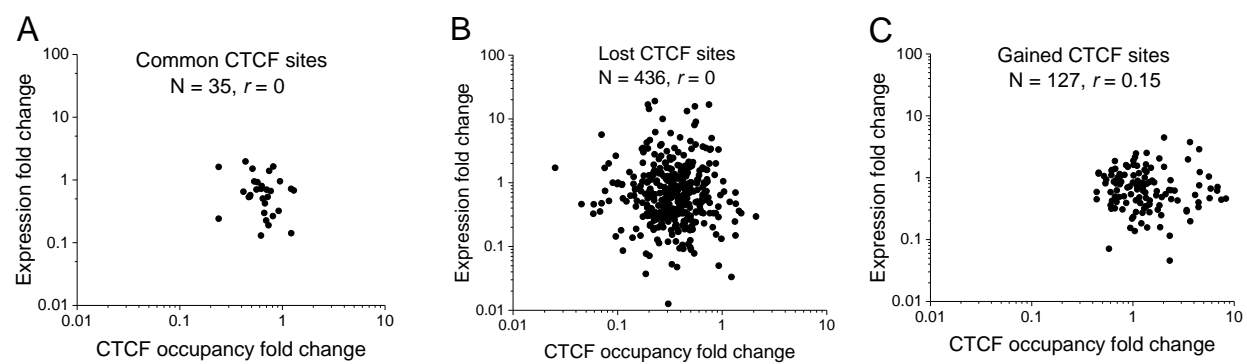 A
Common CTCF sites
N = 35, r = 0
Expression fold change
100
10
1
0.1
0.01
0.01 0.1 1 10
CTCF occupancy fold change
B
Lost CTCF sites
N = 436, r = 0
Expression fold change
100
10
1
0.1
0.01
0.01 0.1 1 10
CTCF occupancy fold change
C
Gained CTCF sites
N = 127, r = 0.15
Expression fold change
100
10
1
0.1
0.01
0.01 0.1 1 10
CTCF occupancy fold change